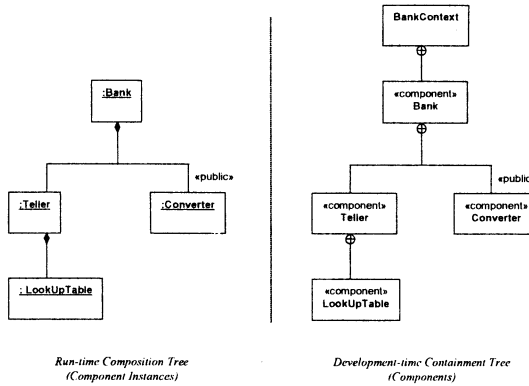 :Bank
«public»
:Teller
:Converter
: LookUpTable
Run-time Composition Tree
(Component Instances)
BankContext
«component»
Bank
«public
«component»
Teller
«component»
Converter
«component»
LookUpTable
Development-time Containment Tree
(Components)